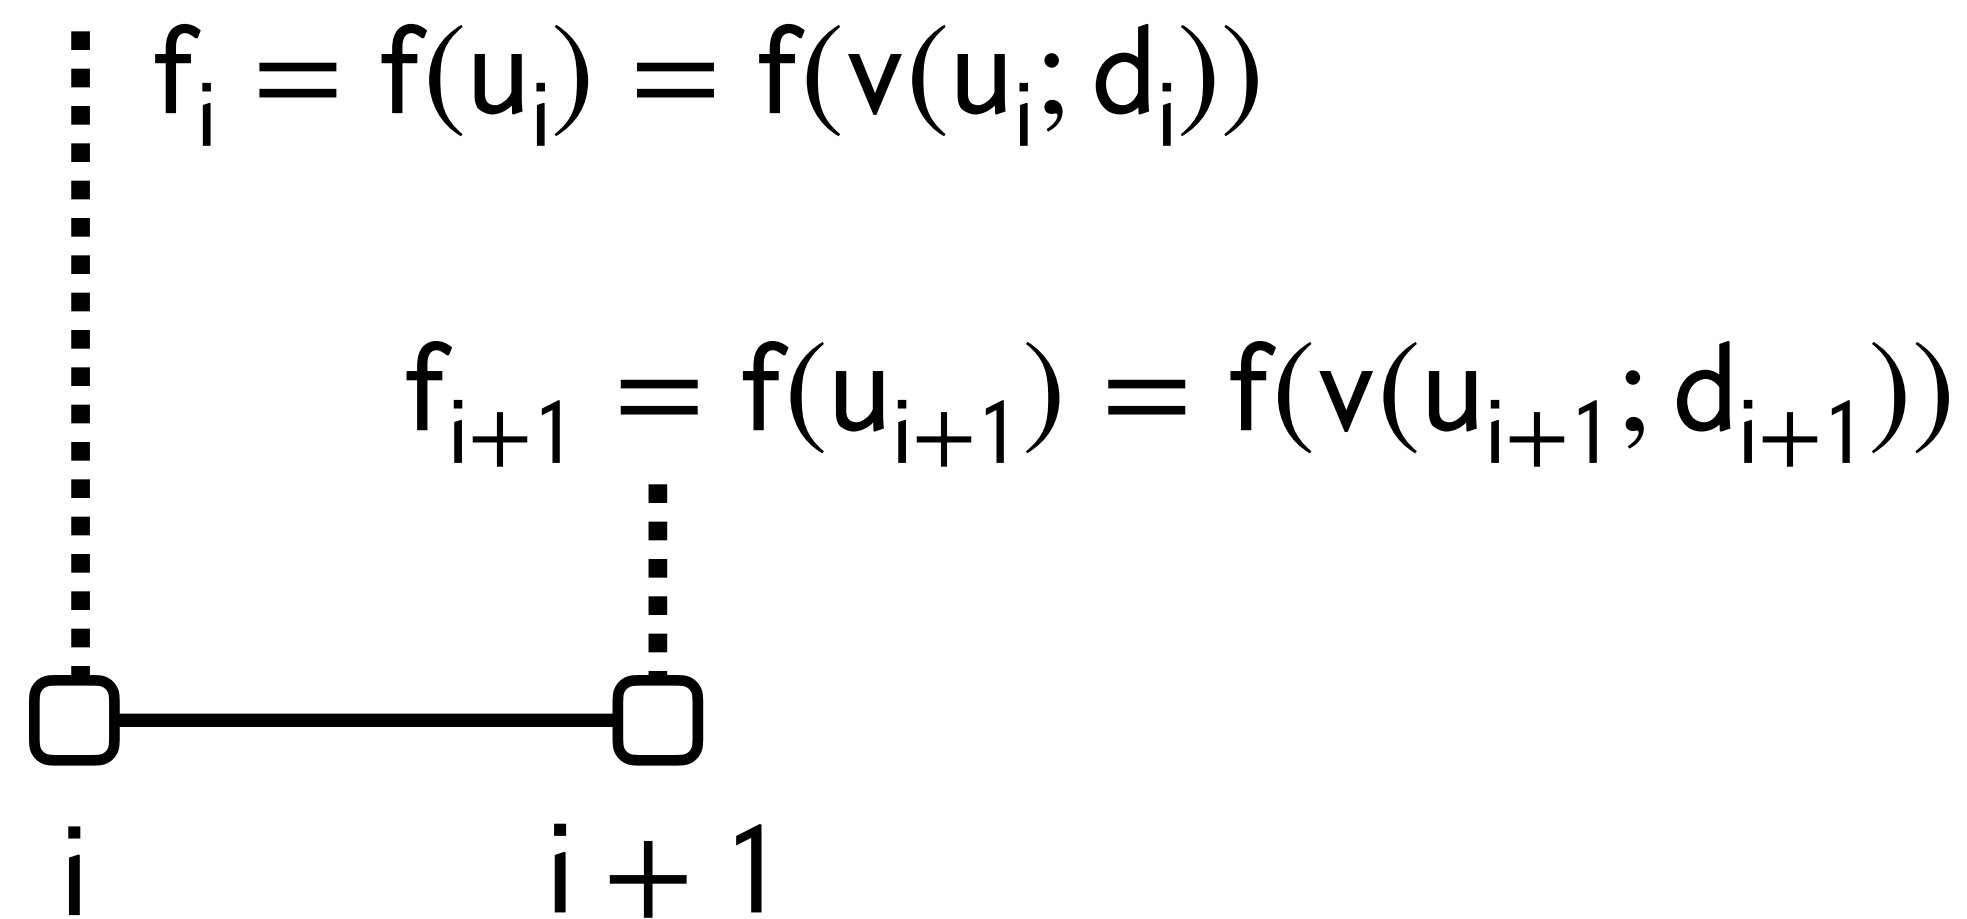 fᵢ = f(uᵢ) = f(v(uᵢ; dᵢ))
fᵢ₊₁ = f(uᵢ₊₁) = f(v(uᵢ₊₁; dᵢ₊₁))
i i + 1